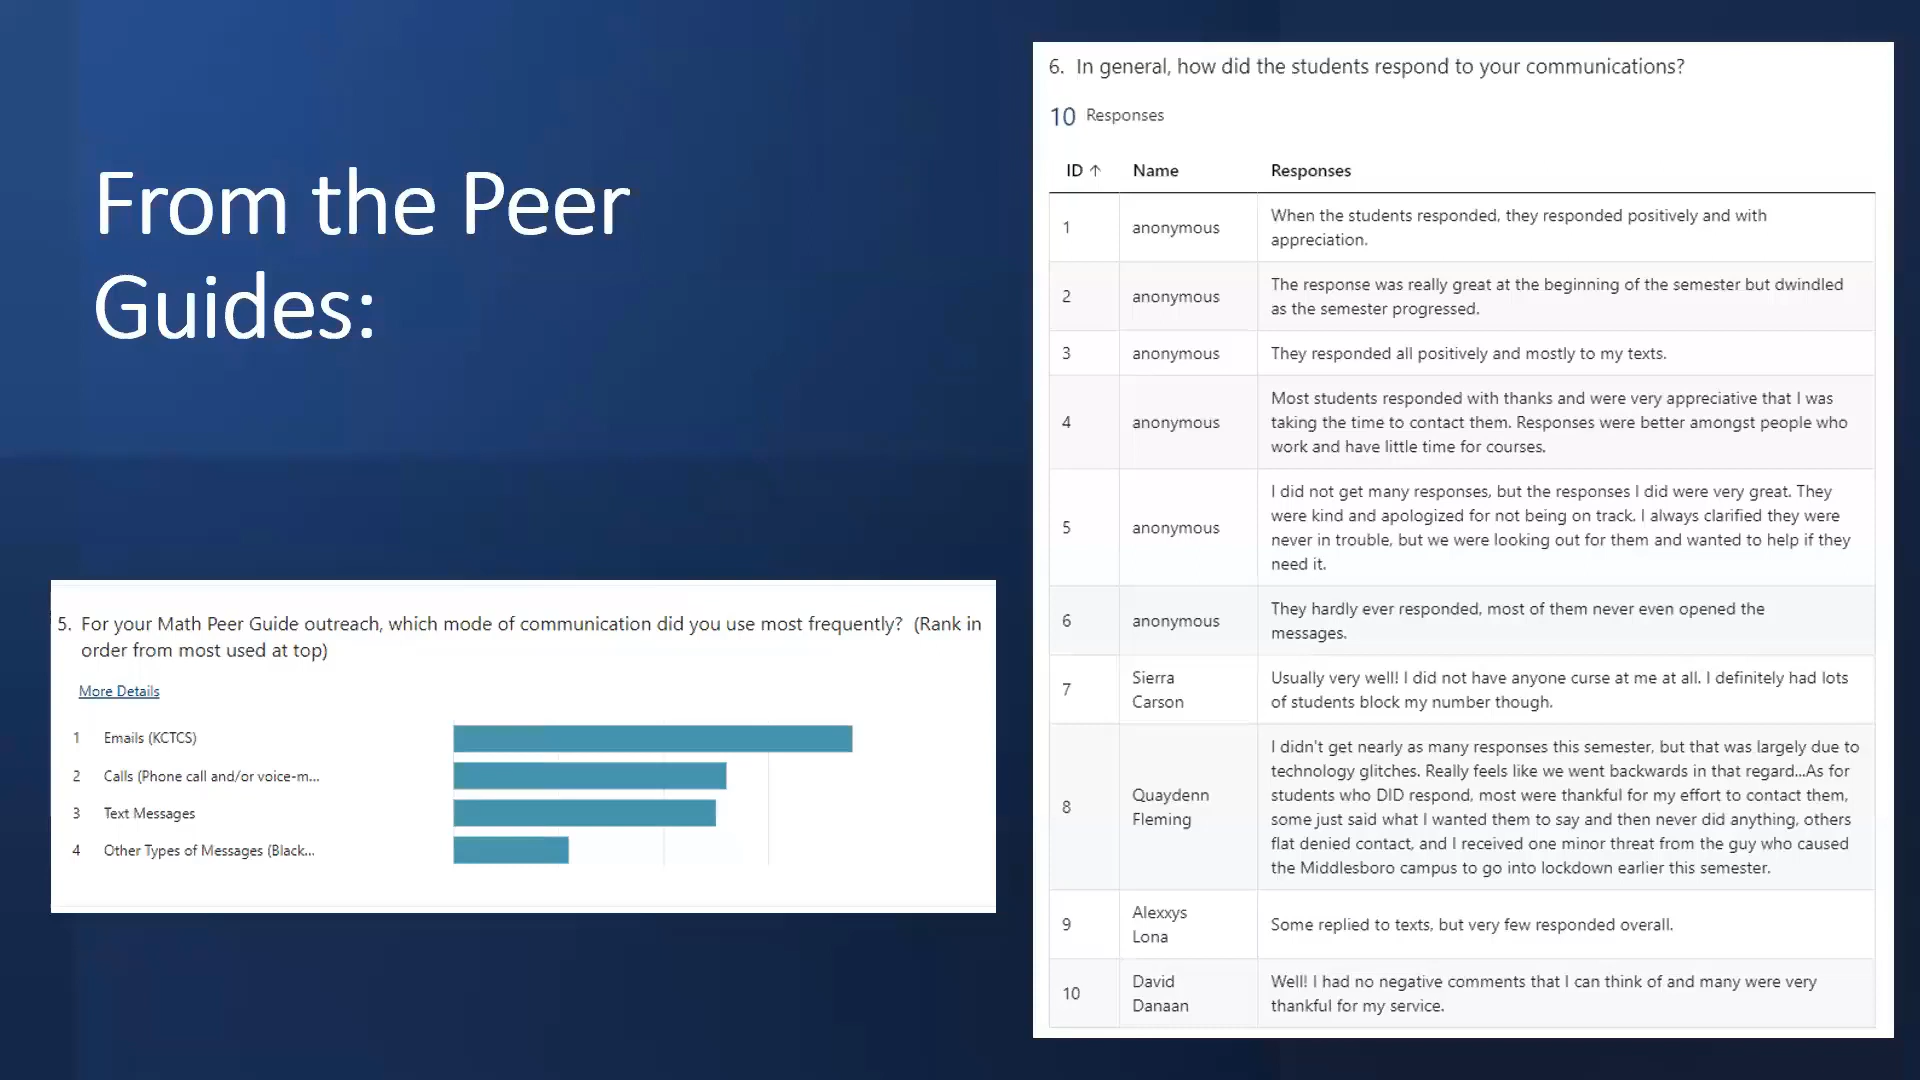 From the Peer
Guides:
5. For your Math Peer Guide outreach, which mode of communication did you use most frequently? (Rank in
order from most used at top)
More Details
1 Emails (KCTCS)
2 Calls (Phone call and/or voice-m...
3 Text Messages
4 Other Types of Messages (Black...
6. In general, how did the students respond to your communications?
10 Responses
ID ↑ Name Responses
1 anonymous When the students responded, they responded positively and with
appreciation.
2 anonymous The response was really great at the beginning of the semester but dwindled
as the semester progressed.
3 anonymous They responded all positively and mostly to my texts.
4 anonymous Most students responded with thanks and were very appreciative that I was
taking the time to contact them. Responses were better amongst people who
work and have little time for courses.
5 anonymous I did not get many responses, but the responses I did were very great. They
were kind and apologized for not being on track. I always clarified they were
never in trouble, but we were looking out for them and wanted to help if they
need it.
6 anonymous They hardly ever responded, most of them never even opened the
messages.
7 Sierra Carson Usually very well! I did not have anyone curse at me at all. I definitely had lots
of students block my number though.
8 Quaydenn Fleming I didn't get nearly as many responses this semester, but that was largely due to
technology glitches. Really feels like we went backwards in that regard...As for
students who DID respond, most were thankful for my effort to contact them,
some just said what I wanted them to say and then never did anything, others
flat denied contact, and I received one minor threat from the guy who caused
the Middlesboro campus to go into lockdown earlier this semester.
9 Alexxys Lona Some replied to texts, but very few responded overall.
10 David Danaan Well! I had no negative comments that I can think of and many were very
thankful for my service.